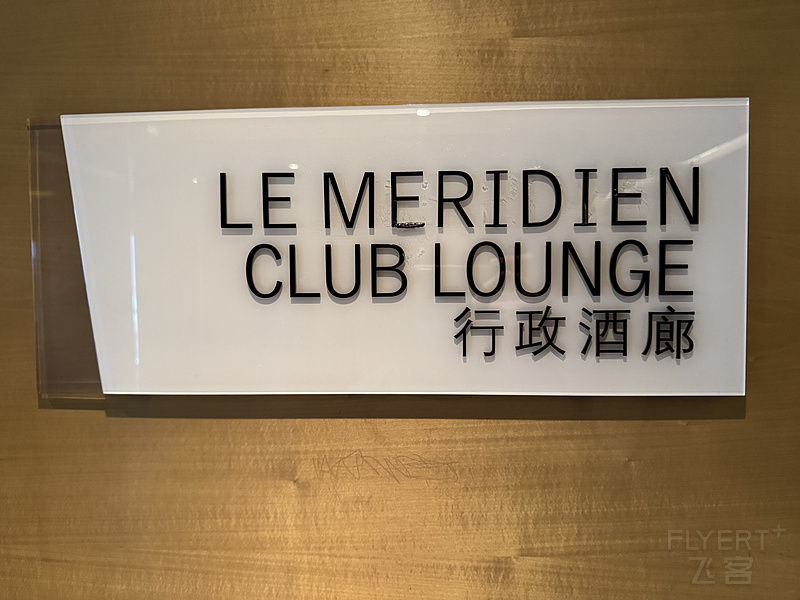 LE MERIDIEN
CLUB LOUNGE
行政酒廊
FLYERT+
飞客